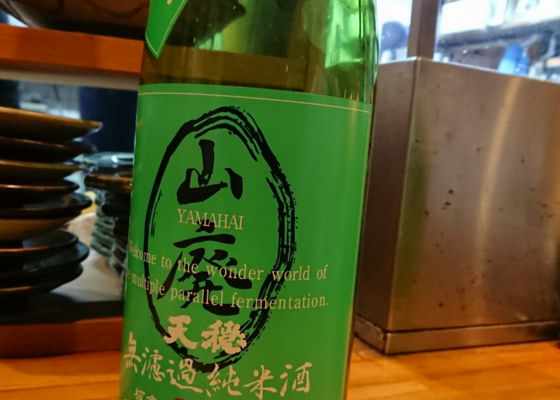 山
YAMAHAI
廃
Welcome to the wonder world of
multiple parallel fermentation.
天穏
無濾過純米酒